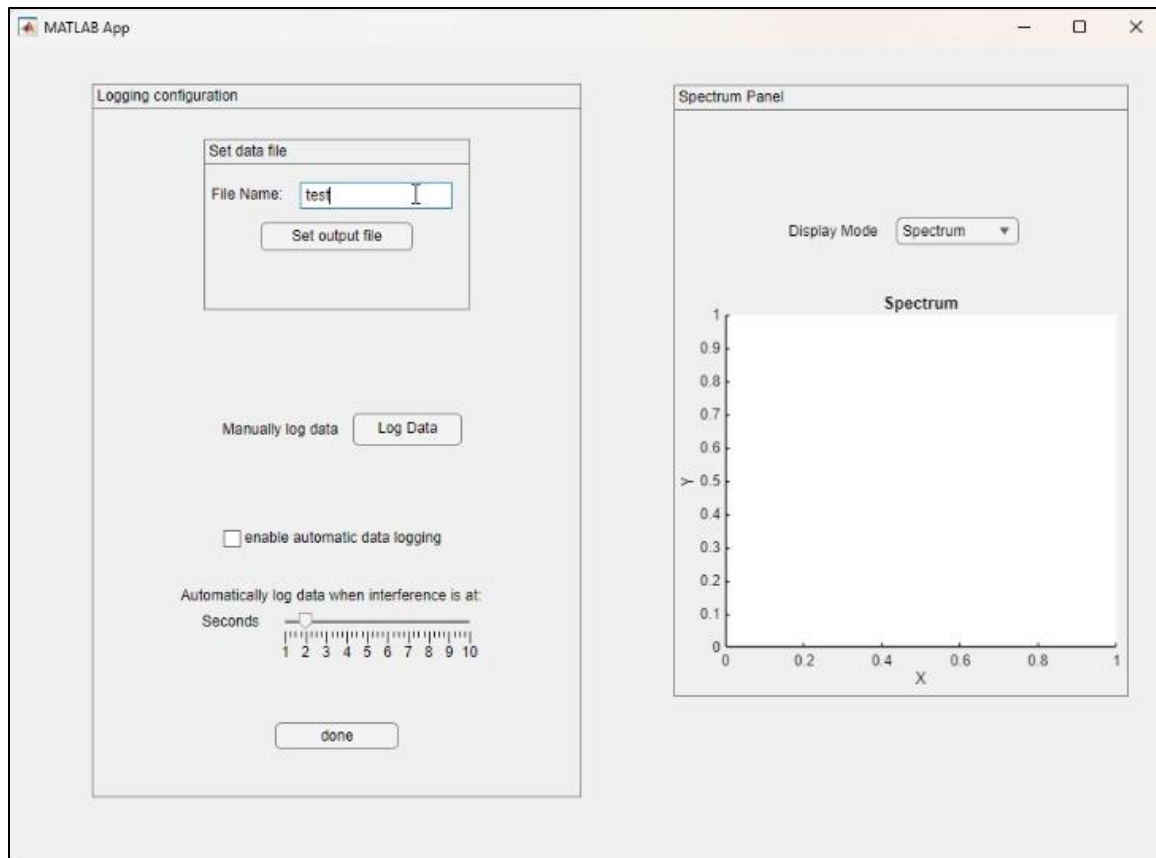 MATLAB App
Logging configuration
Set data file
File Name: test
Set output file
Manually log data Log Data
enable automatic data logging
Automatically log data when interference is at:
Seconds
1 2 3 4 5 6 7 8 9 10
done
Spectrum Panel
Display Mode Spectrum
Spectrum
1
0.9
0.8
0.7
0.6
Y 0.5
0.4
0.3
0.2
0.1
0
0 0.2 0.4 0.6 0.8 1
X